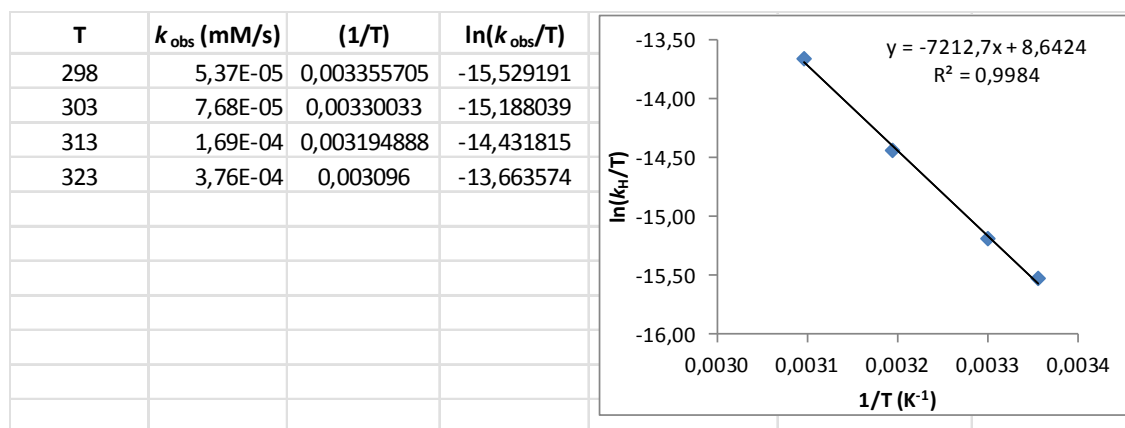 T k obs (mM/s) (1/T) ln(k obs/T)
298 5,37E-05 0,003355705 -15,529191
303 7,68E-05 0,00330033 -15,188039
313 1,69E-04 0,003194888 -14,431815
323 3,76E-04 0,003096 -13,663574
y = -7212,7x + 8,6424
R² = 0,9984
-13,50
-14,00
-14,50
-15,00
-15,50
-16,00
ln(kH/T)
0,0030 0,0031 0,0032 0,0033 0,0034
1/T (K-1)